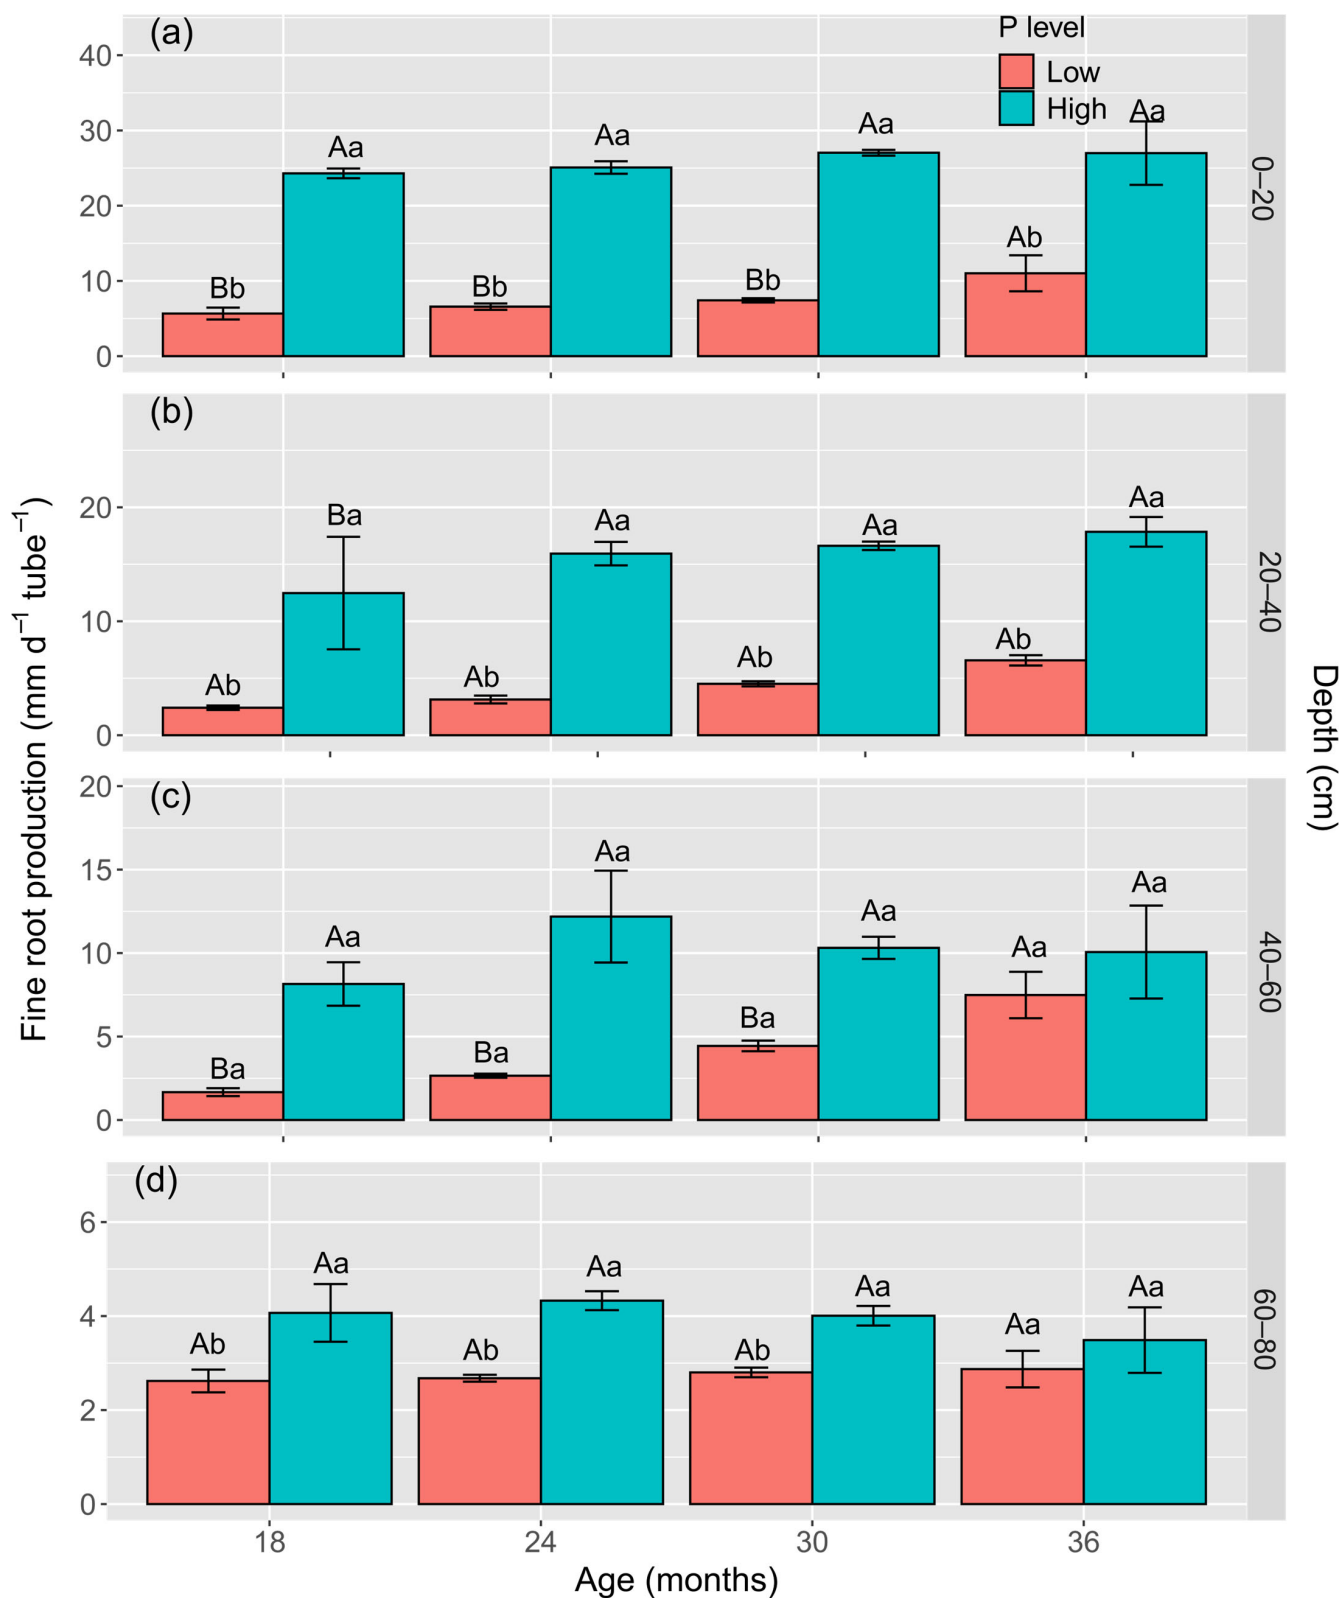 (a)
P level
Low
High
40
30
20
10
0
Aa
Aa
Aa
Aa
Bb
Bb
Bb
Ab
0–20
(b)
20
10
0
Ba
Aa
Aa
Aa
Ab
Ab
Ab
Ab
20–40
Fine root production (mm d⁻¹ tube⁻¹)
Depth (cm)
(c)
20
15
10
5
0
Aa
Aa
Aa
Aa
Ba
Ba
Ba
Aa
40–60
(d)
6
4
2
0
Aa
Aa
Aa
Aa
Ab
Ab
Ab
Aa
60–80
18
24
30
36
Age (months)